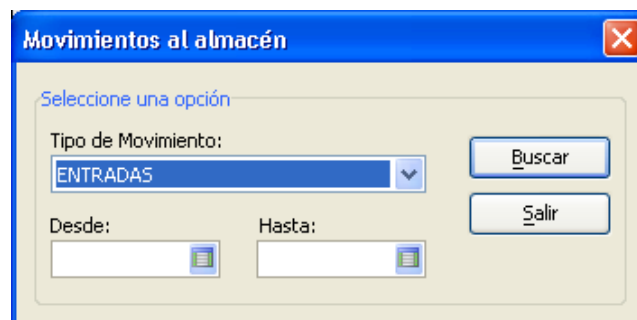 Movimientos al almacén
Seleccione una opción
Tipo de Movimiento:
ENTRADAS
Buscar
Salir
Desde:
Hasta: